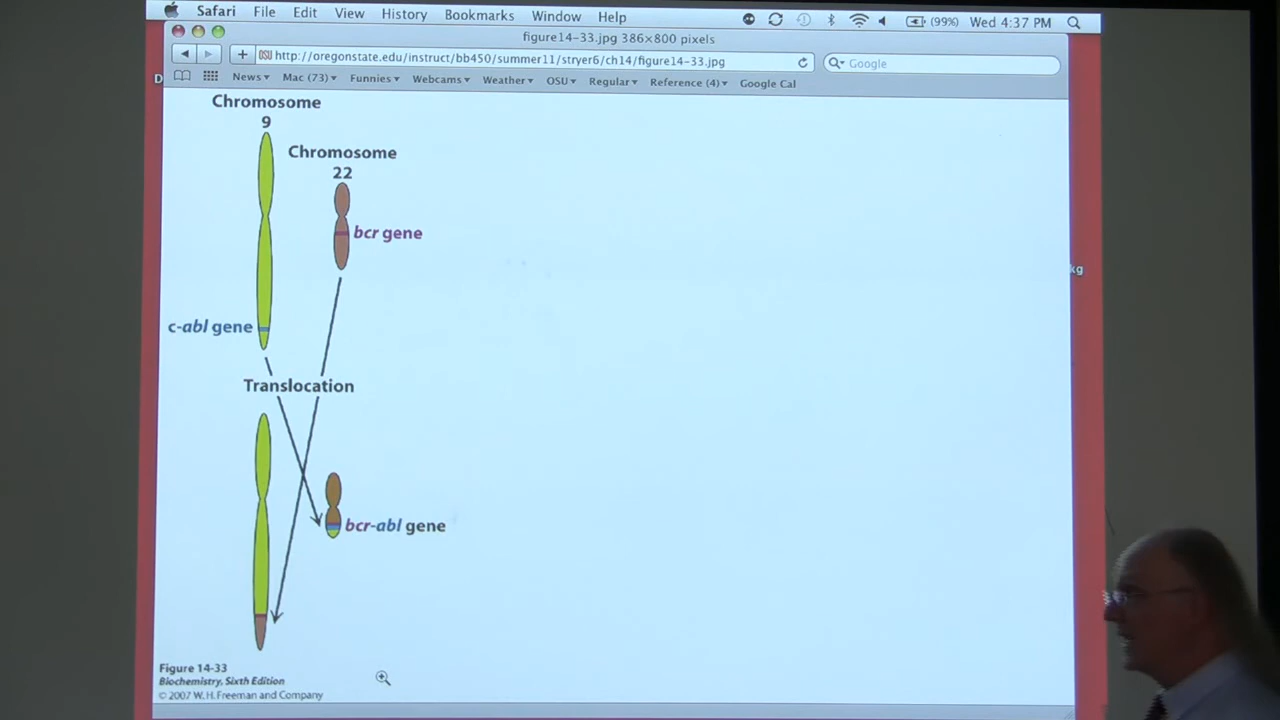 Safari File Edit View History Bookmarks Window Help (99%) Wed 4:37 PM
figure14-33.jpg 386×800 pixels
OSU http://oregonstate.edu/instruct/bb450/summer11/stryer6/ch14/figure14-33.jpg
Google
News Mac (73) Funnies Webcams Weather OSU Regular Reference (4) Google Cal
D
Chromosome
9
Chromosome
22
bcr gene
kg
c-abl gene
Translocation
bcr-abl gene
Figure 14-33
Biochemistry, Sixth Edition
© 2007 W. H. Freeman and Company